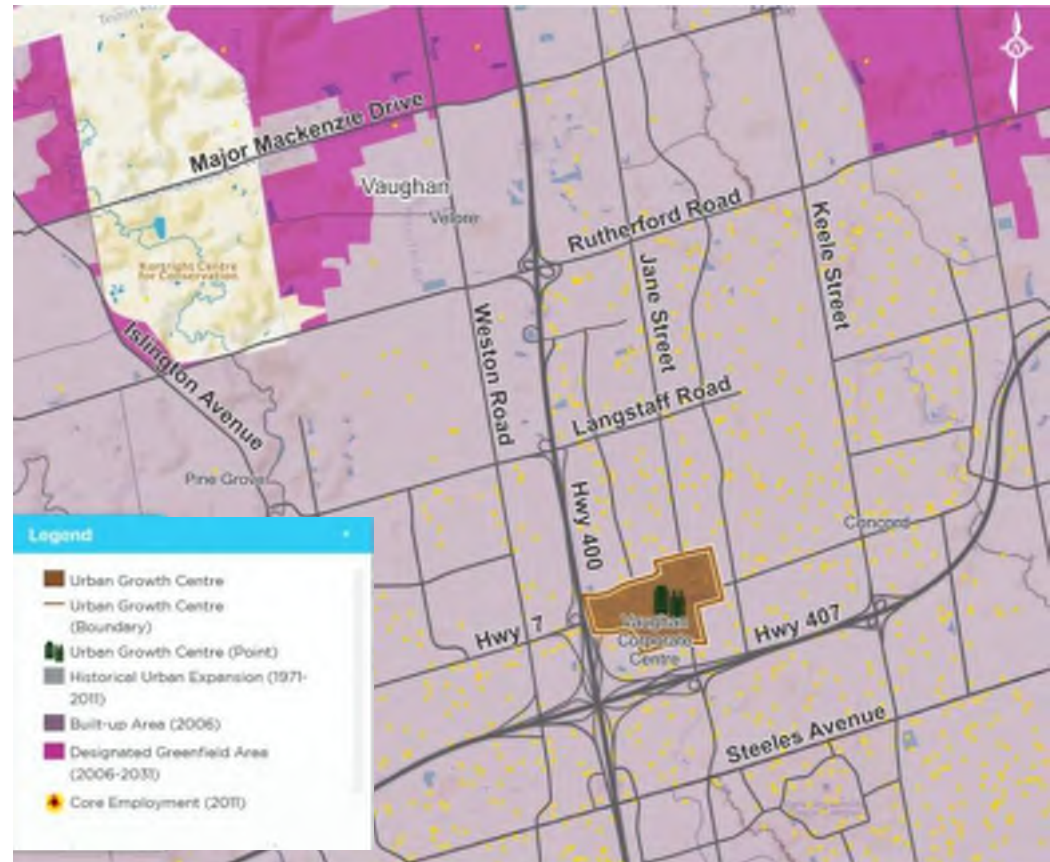 Major Mackenzie Drive
Vaughan
Vellore
Rutherford Road
Keele Street
Kortright Centre
for Conservation
Jane Street
Weston Road
Islington Avenue
Langstaff Road
Pine Grove
Hwy 400
Concord
Hwy 7
Vaughan
Corporate
Centre
Hwy 407
Steeles Avenue
Legend
Urban Growth Centre
Urban Growth Centre
(Boundary)
Urban Growth Centre (Point)
Historical Urban Expansion (1971-
2011)
Built-up Area (2006)
Designated Greenfield Area
(2006-2031)
Core Employment (2011)